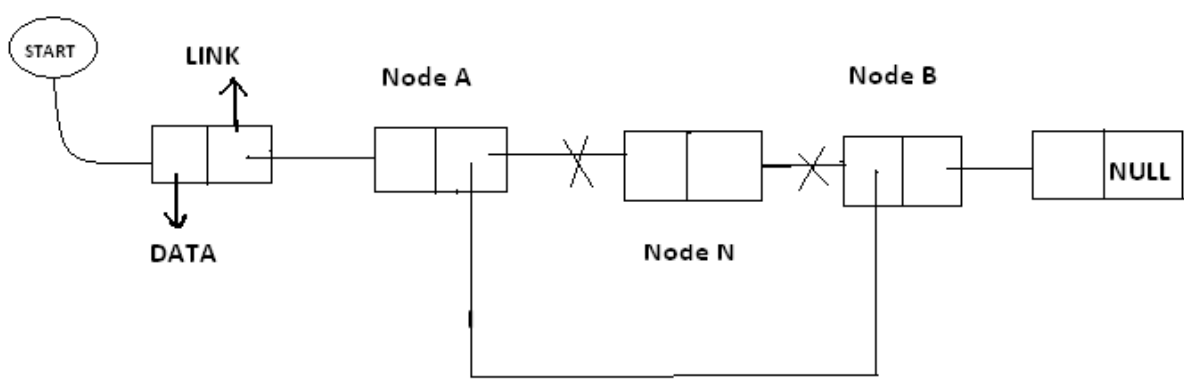 START
LINK
Node A
Node B
NULL
DATA
Node N